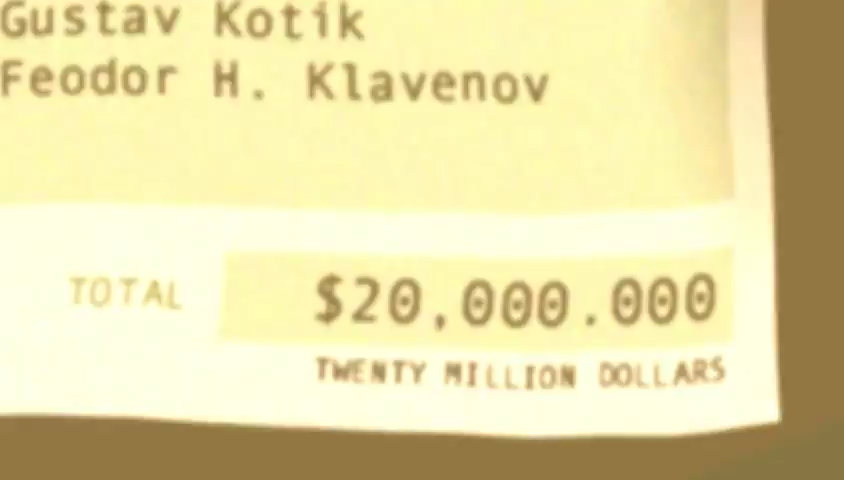 Gustav Kotik
Feodor H. Klavenov
TOTAL
$20,000.000
TWENTY MILLION DOLLARS